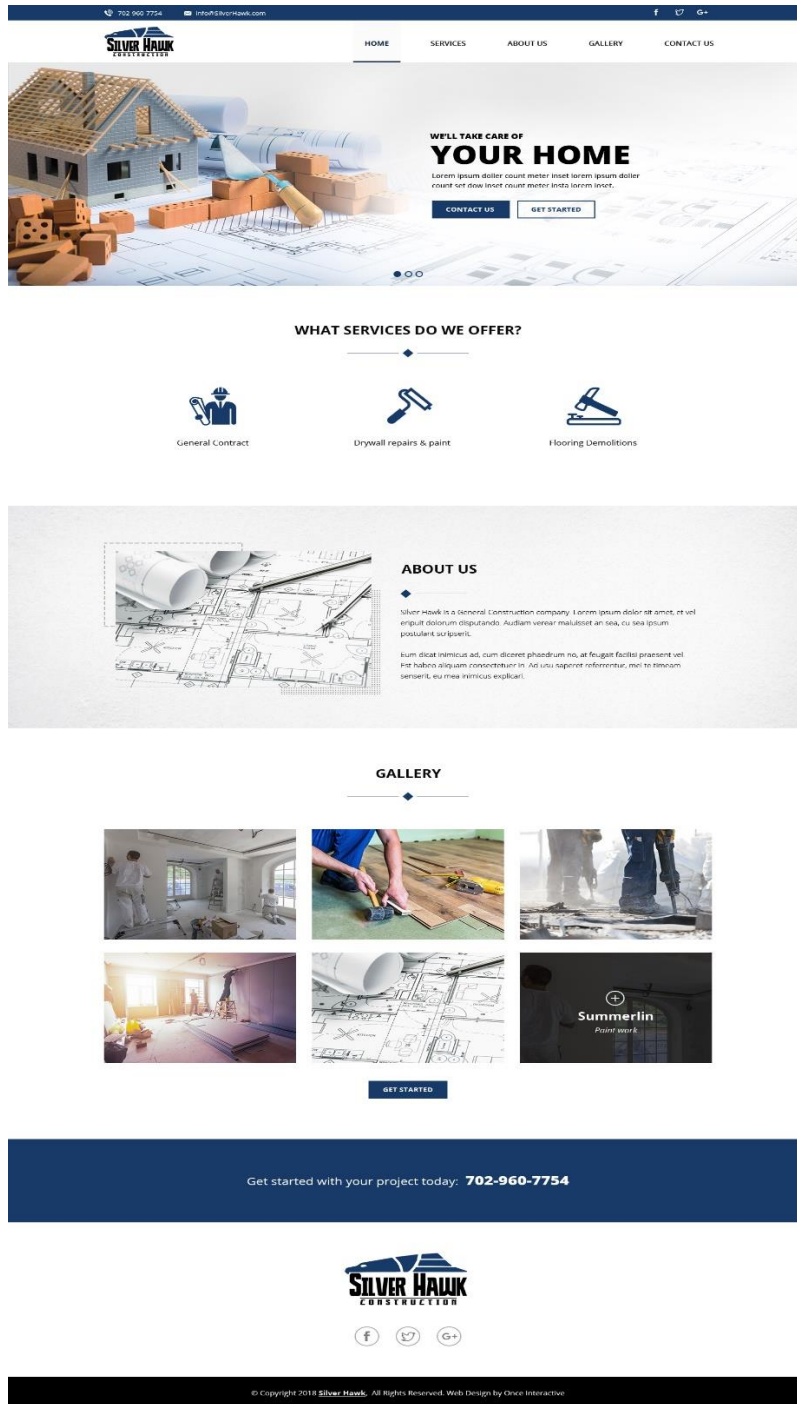 702 960 7754 Info@SilverHawk.com f G+
SILVER HAWK
CONSTRUCTION
HOME SERVICES ABOUT US GALLERY CONTACT US
WE'LL TAKE CARE OF
YOUR HOME
Lorem ipsum doller count meter inset lorem ipsum doller
count set dow inset count meter insta lorem inset.
CONTACT US GET STARTED
WHAT SERVICES DO WE OFFER?
General Contract Drywall repairs & paint Flooring Demolitions
ABOUT US
Silver Hawk is a General Construction company. Lorem ipsum dolor sit amet, et vel
eripuit dolorum disputando. Audiam verear maluisset an sea, cu sea ipsum
postulant scripserit.
Eum dicat inimicus ad, cum diceret phaedrum no, at feugait facilisi praesent vel.
Est habeo aliquam consectetuer in. Ad usu saperet referrentur, mel te timeam
senserit, eu mea inimicus explicari.
GALLERY
Summerlin
Paint work
GET STARTED
Get started with your project today: 702-960-7754
SILVER HAWK
CONSTRUCTION
f G+
© Copyright 2018 Silver Hawk, All Rights Reserved. Web Design by Once Interactive